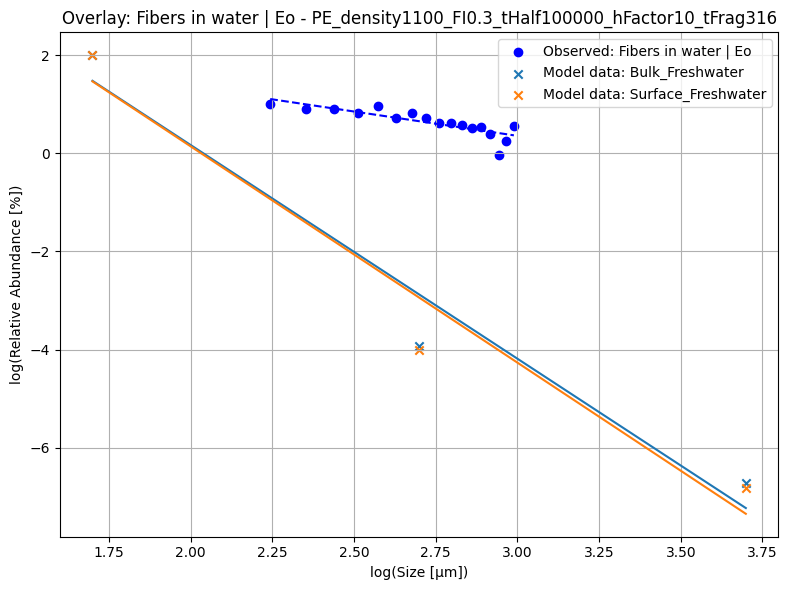 Overlay: Fibers in water | Eo - PE_density1100_FI0.3_tHalf100000_hFactor10_tFrag316
Observed: Fibers in water | Eo
Model data: Bulk_Freshwater
Model data: Surface_Freshwater
log(Relative Abundance [%])
2
0
−2
−4
−6
1.75 2.00 2.25 2.50 2.75 3.00 3.25 3.50 3.75
log(Size [µm])